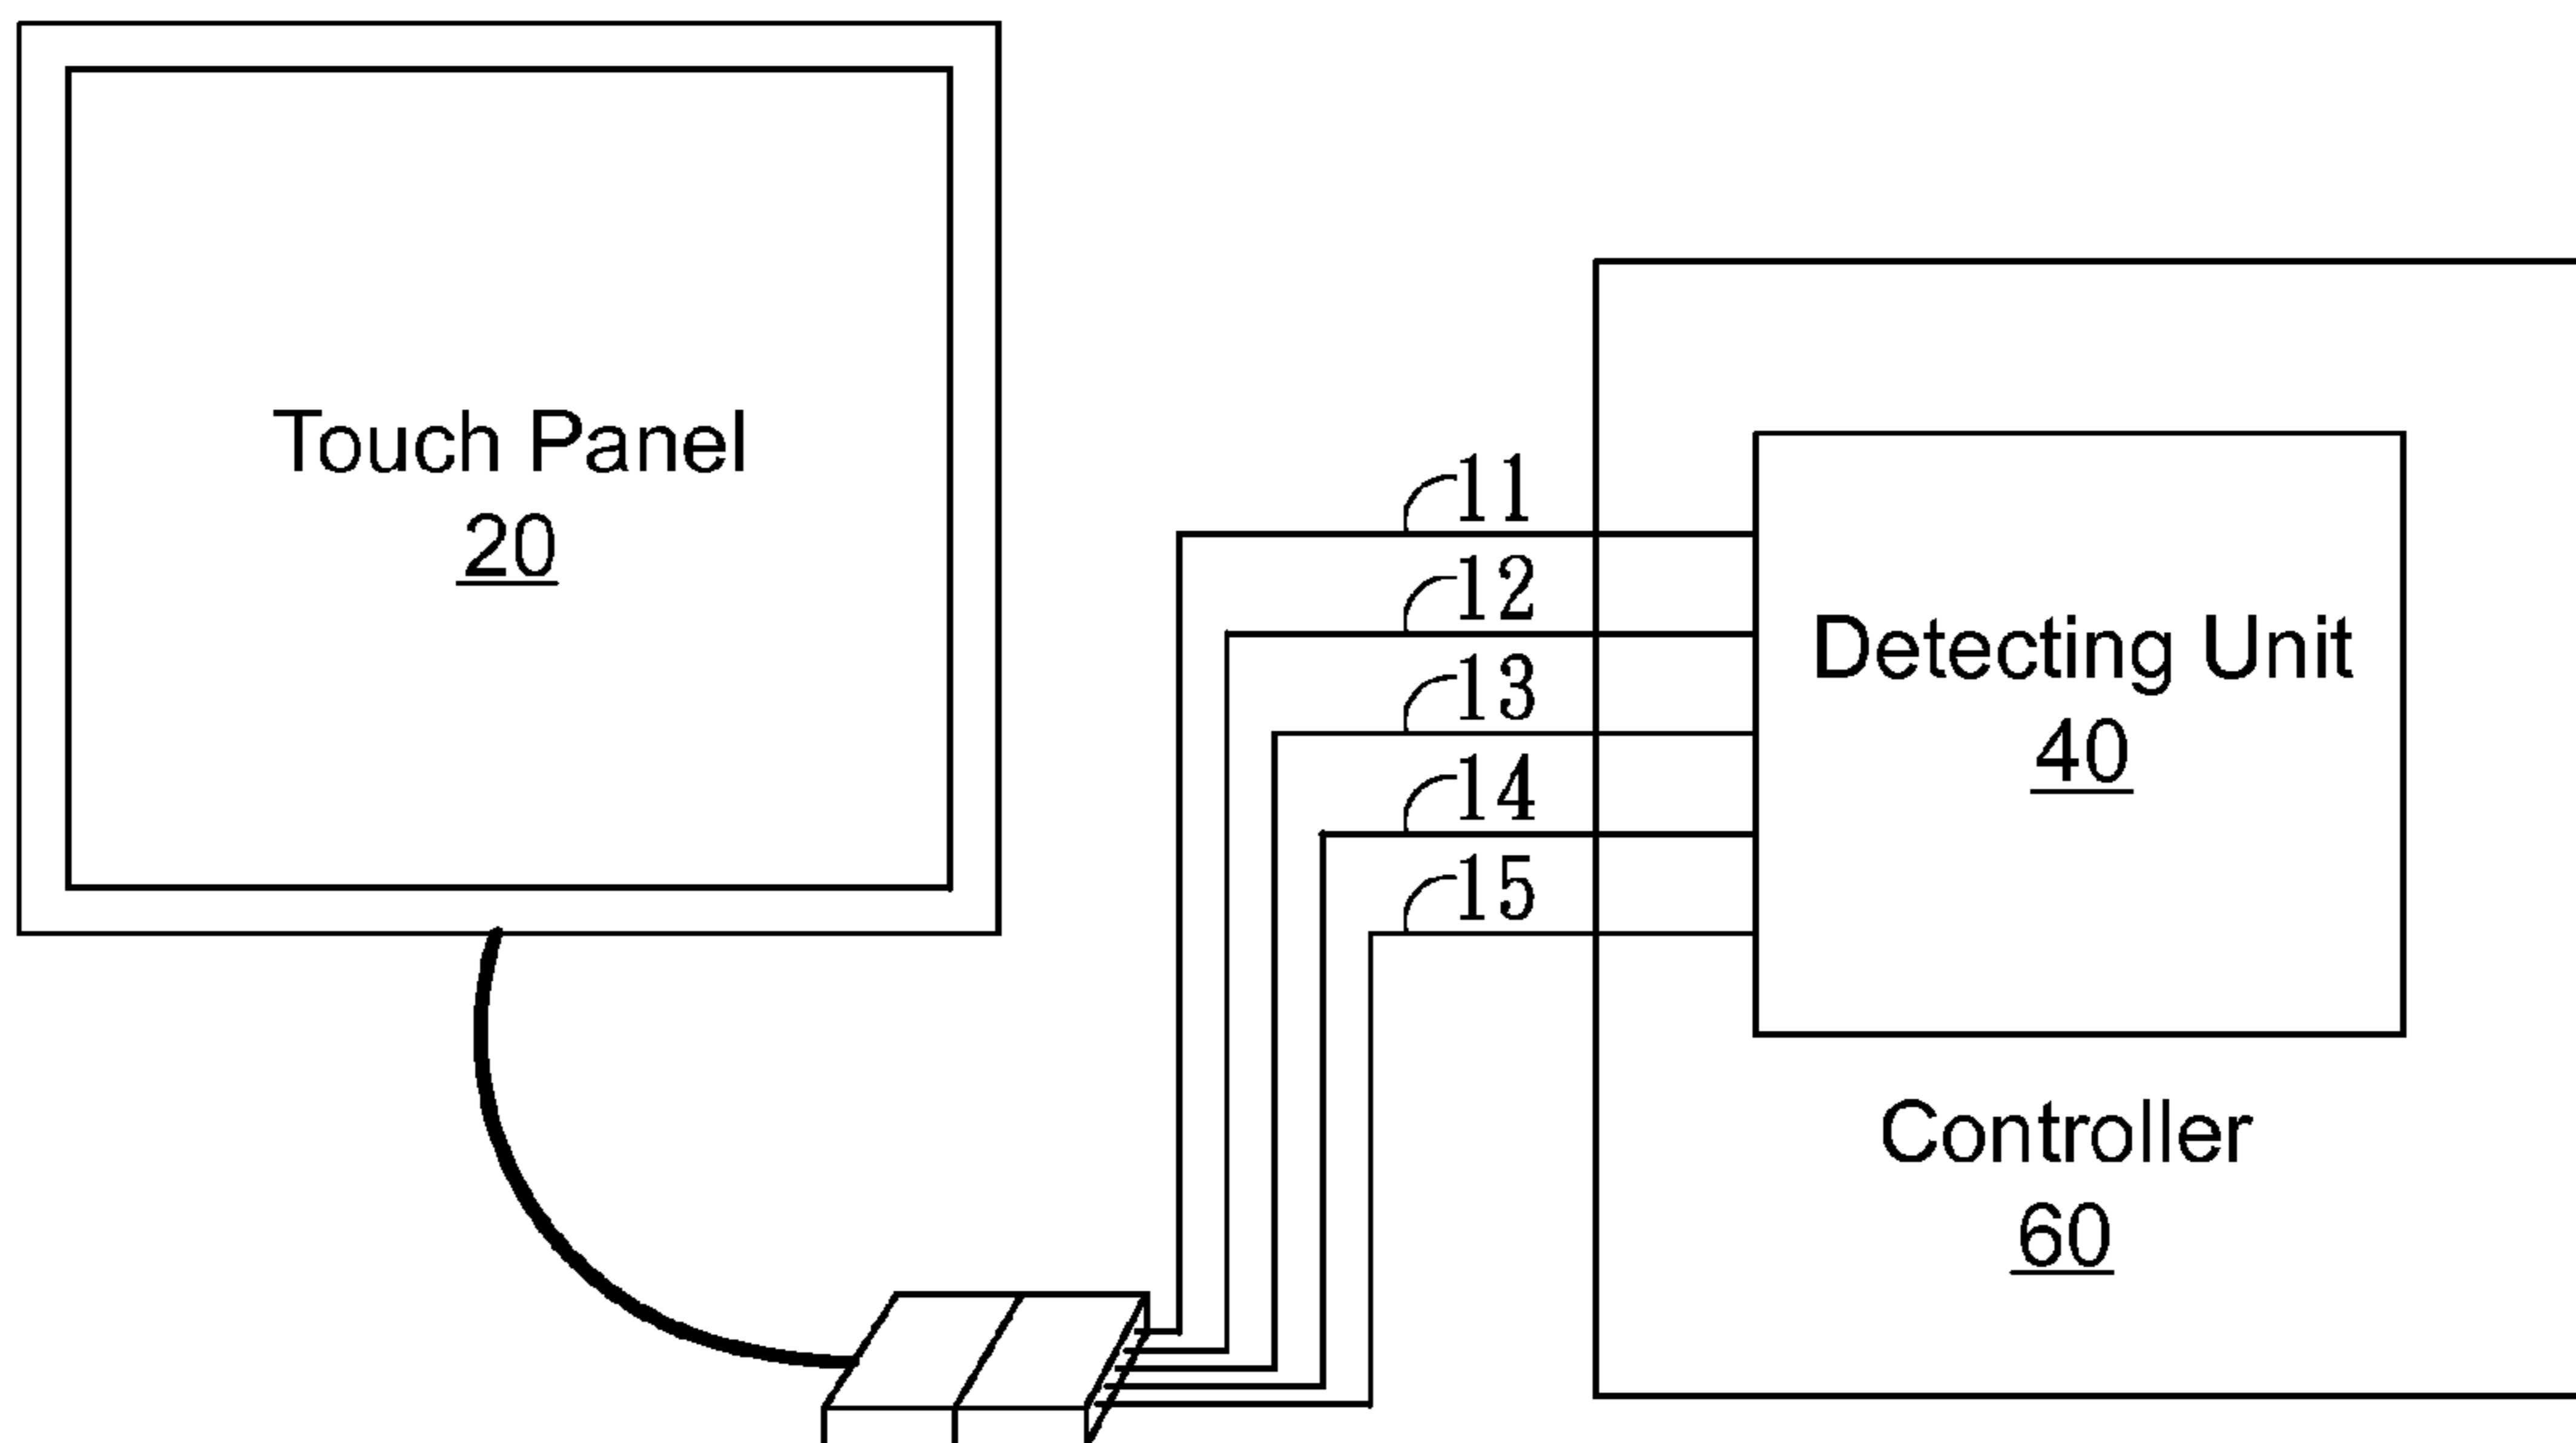 Touch Panel
20
11
12
13
14
15
Detecting Unit
40
Controller
60